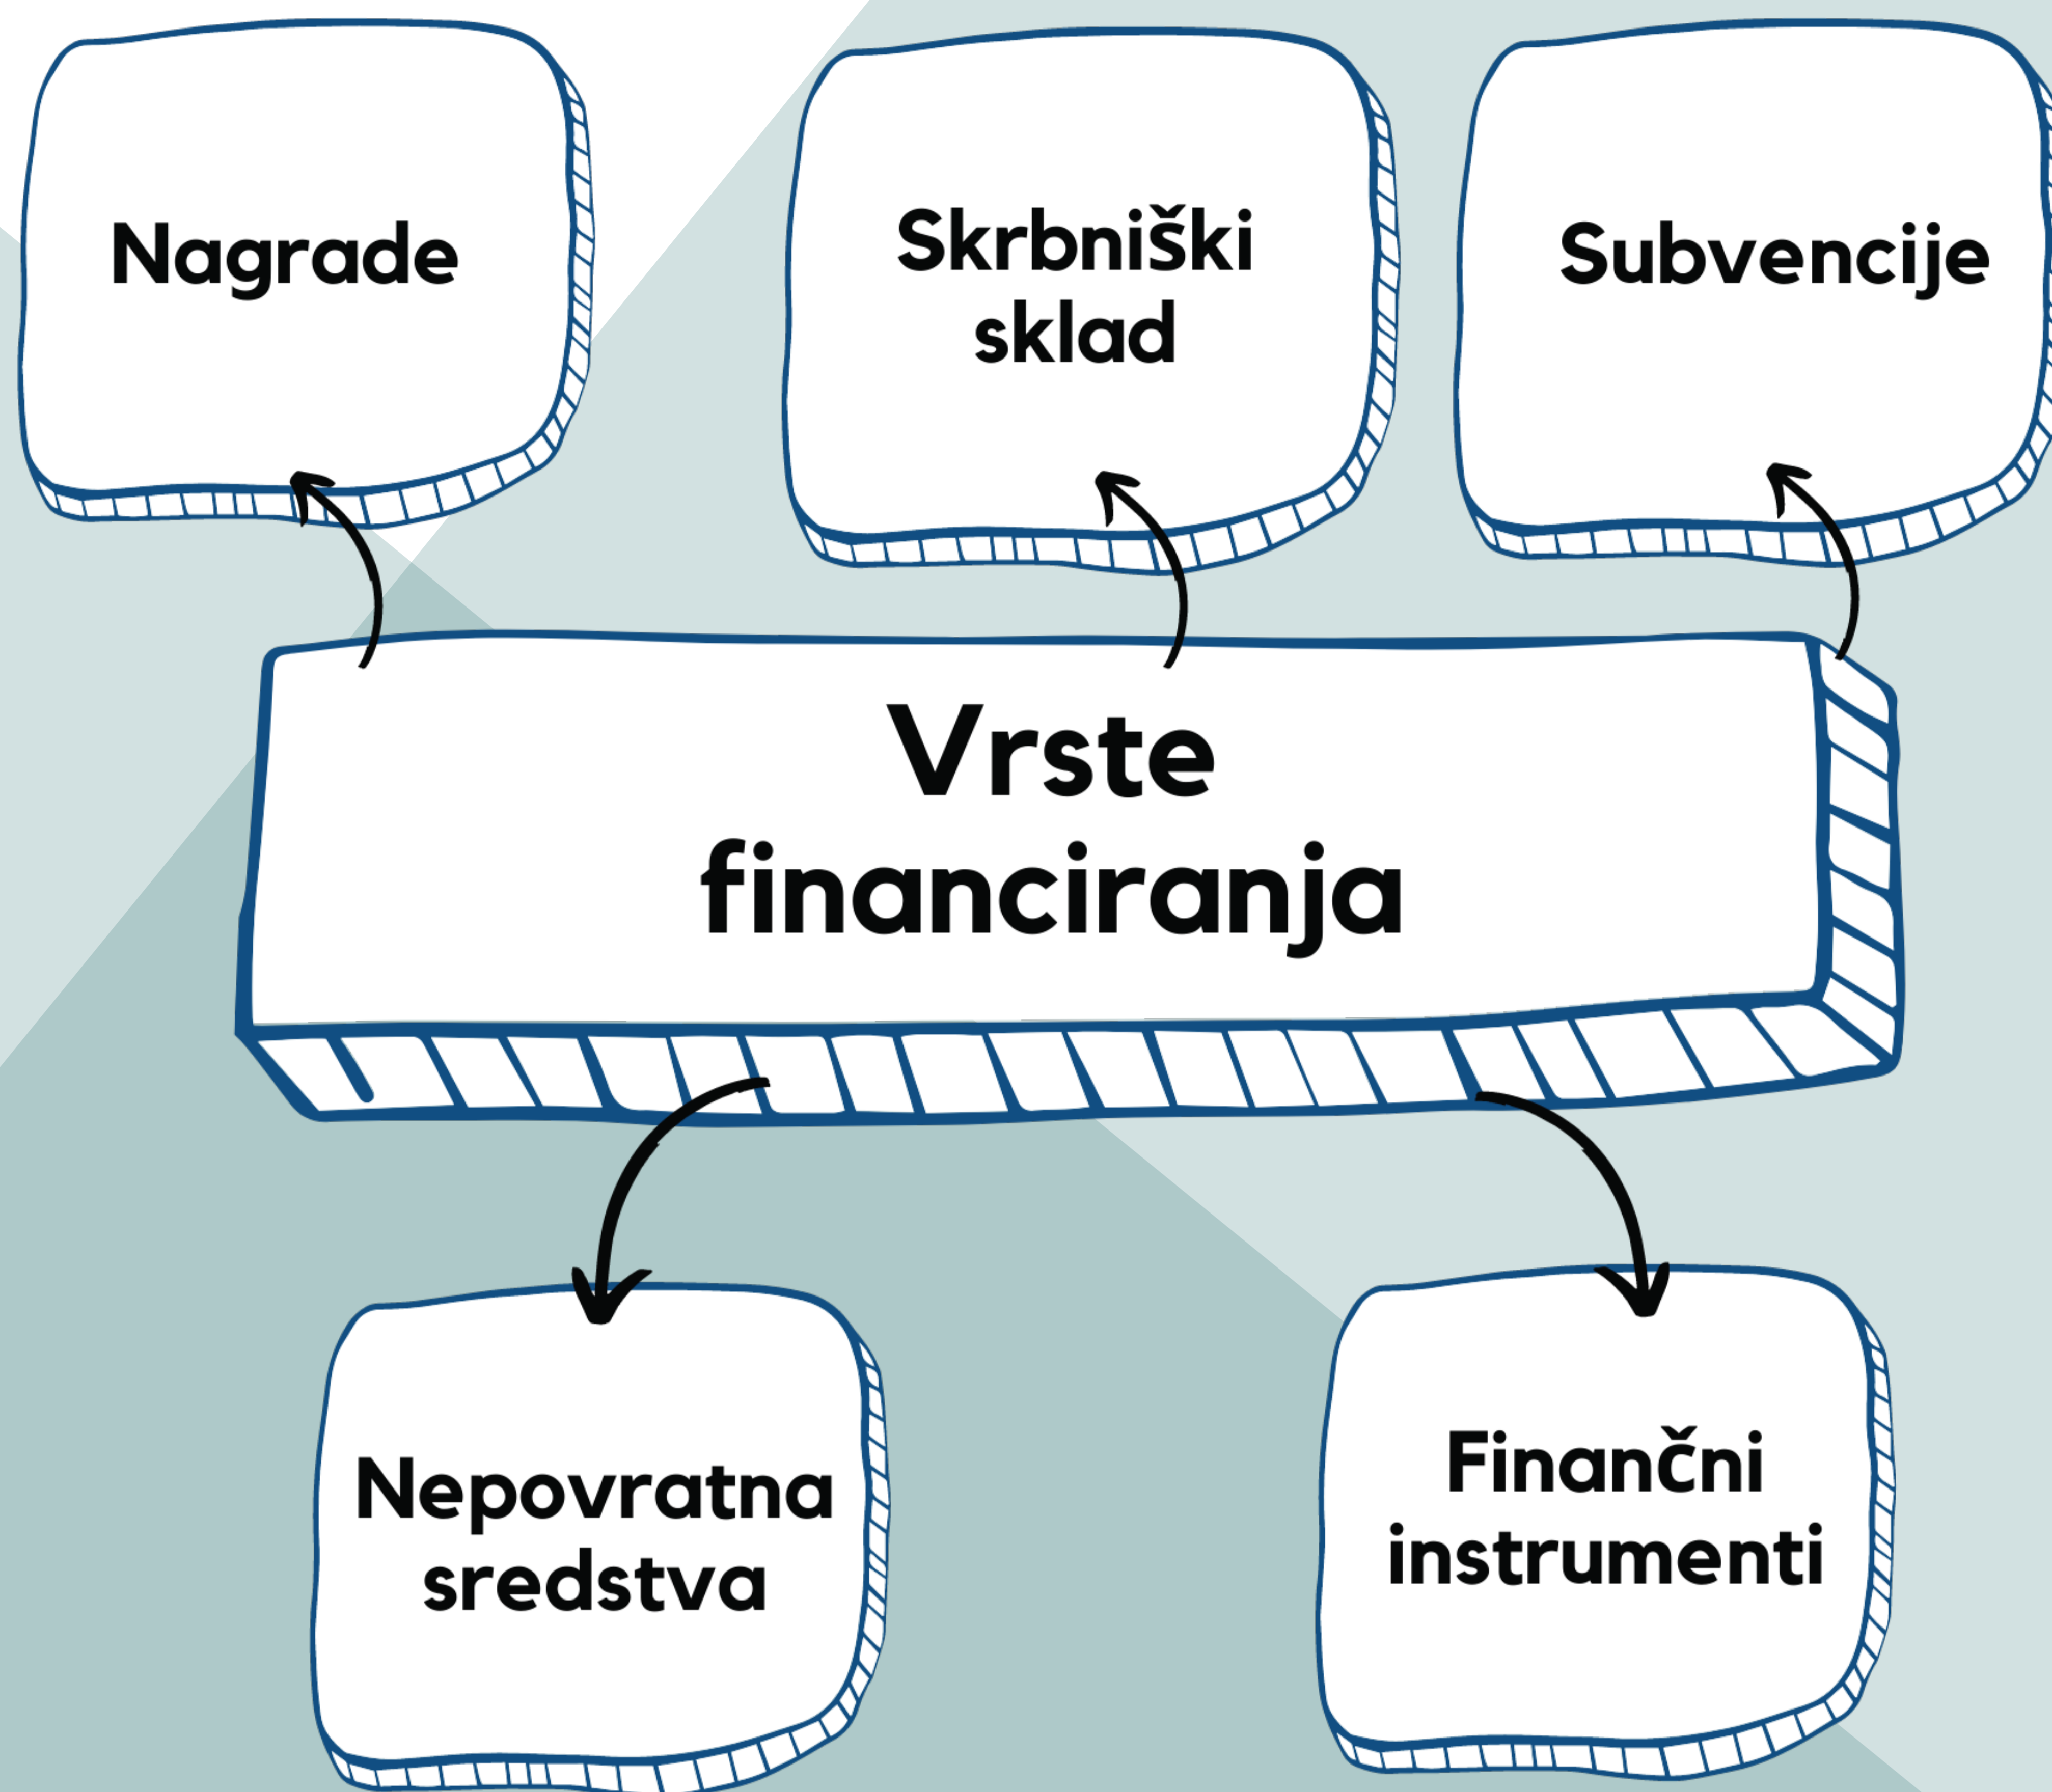 Nagrade
Skrbniški
sklad
Subvencije
Vrste
financiranja
Nepovratna
sredstva
Finančni
instrumenti